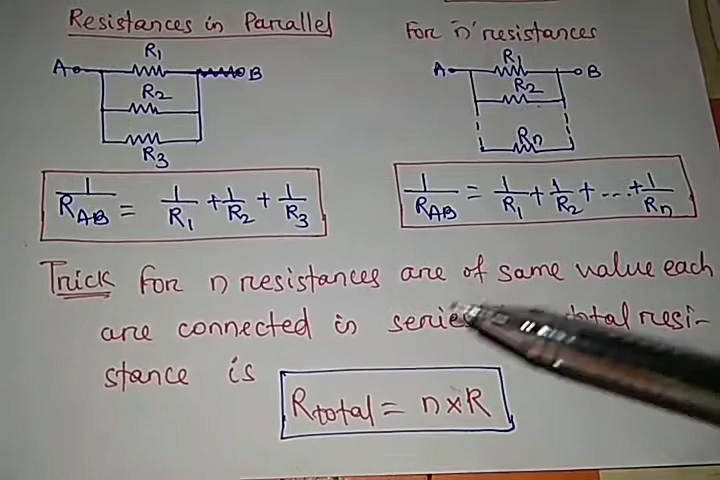 Resistances in Parallel
R1
A B
R2
R3
1/RAB = 1/R1 + 1/R2 + 1/R3
For 'n' resistances
R1
A B
R2
Rn
1/RAB = 1/R1 + 1/R2 + ... + 1/Rn
Trick For n resistances are of same value each
are connected in series total resi-
stance is
Rtotal = n×R